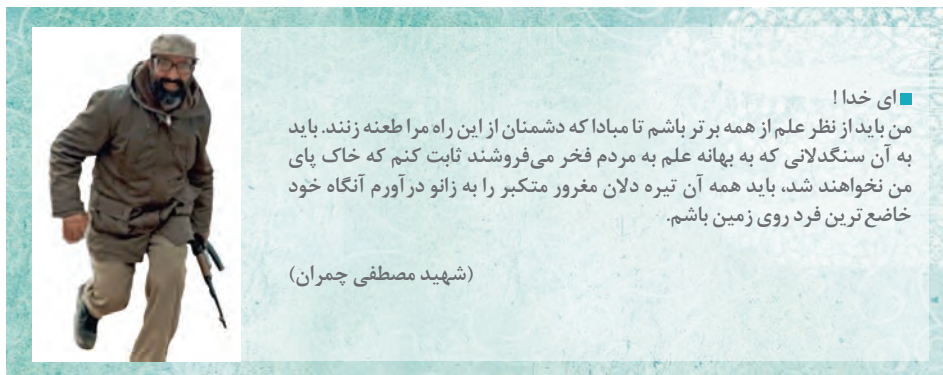 ای خدا !
من باید از نظر علم از همه برتر باشم تا مبادا که دشمنان از این راه مرا طعنه زنند. باید
به آن سنگدلانی که به بهانه علم به مردم فخر می‌فروشند ثابت کنم که خاک پای
من نخواهند شد، باید همه آن تیره دلان مغرور متکبر را به زانو درآورم آنگاه خود
خاضع‌ترین فرد روی زمین باشم.
(شهید مصطفی چمران)